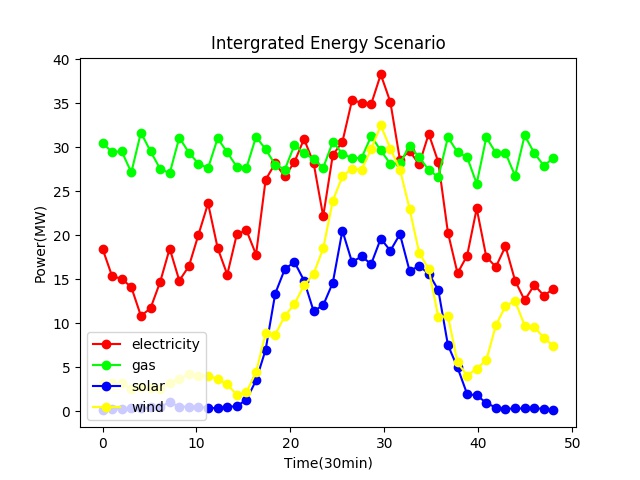 Intergrated Energy Scenario
Power(MW)
40
35
30
25
20
15
10
5
0
electricity
gas
solar
wind
0 10 20 30 40 50
Time(30min)